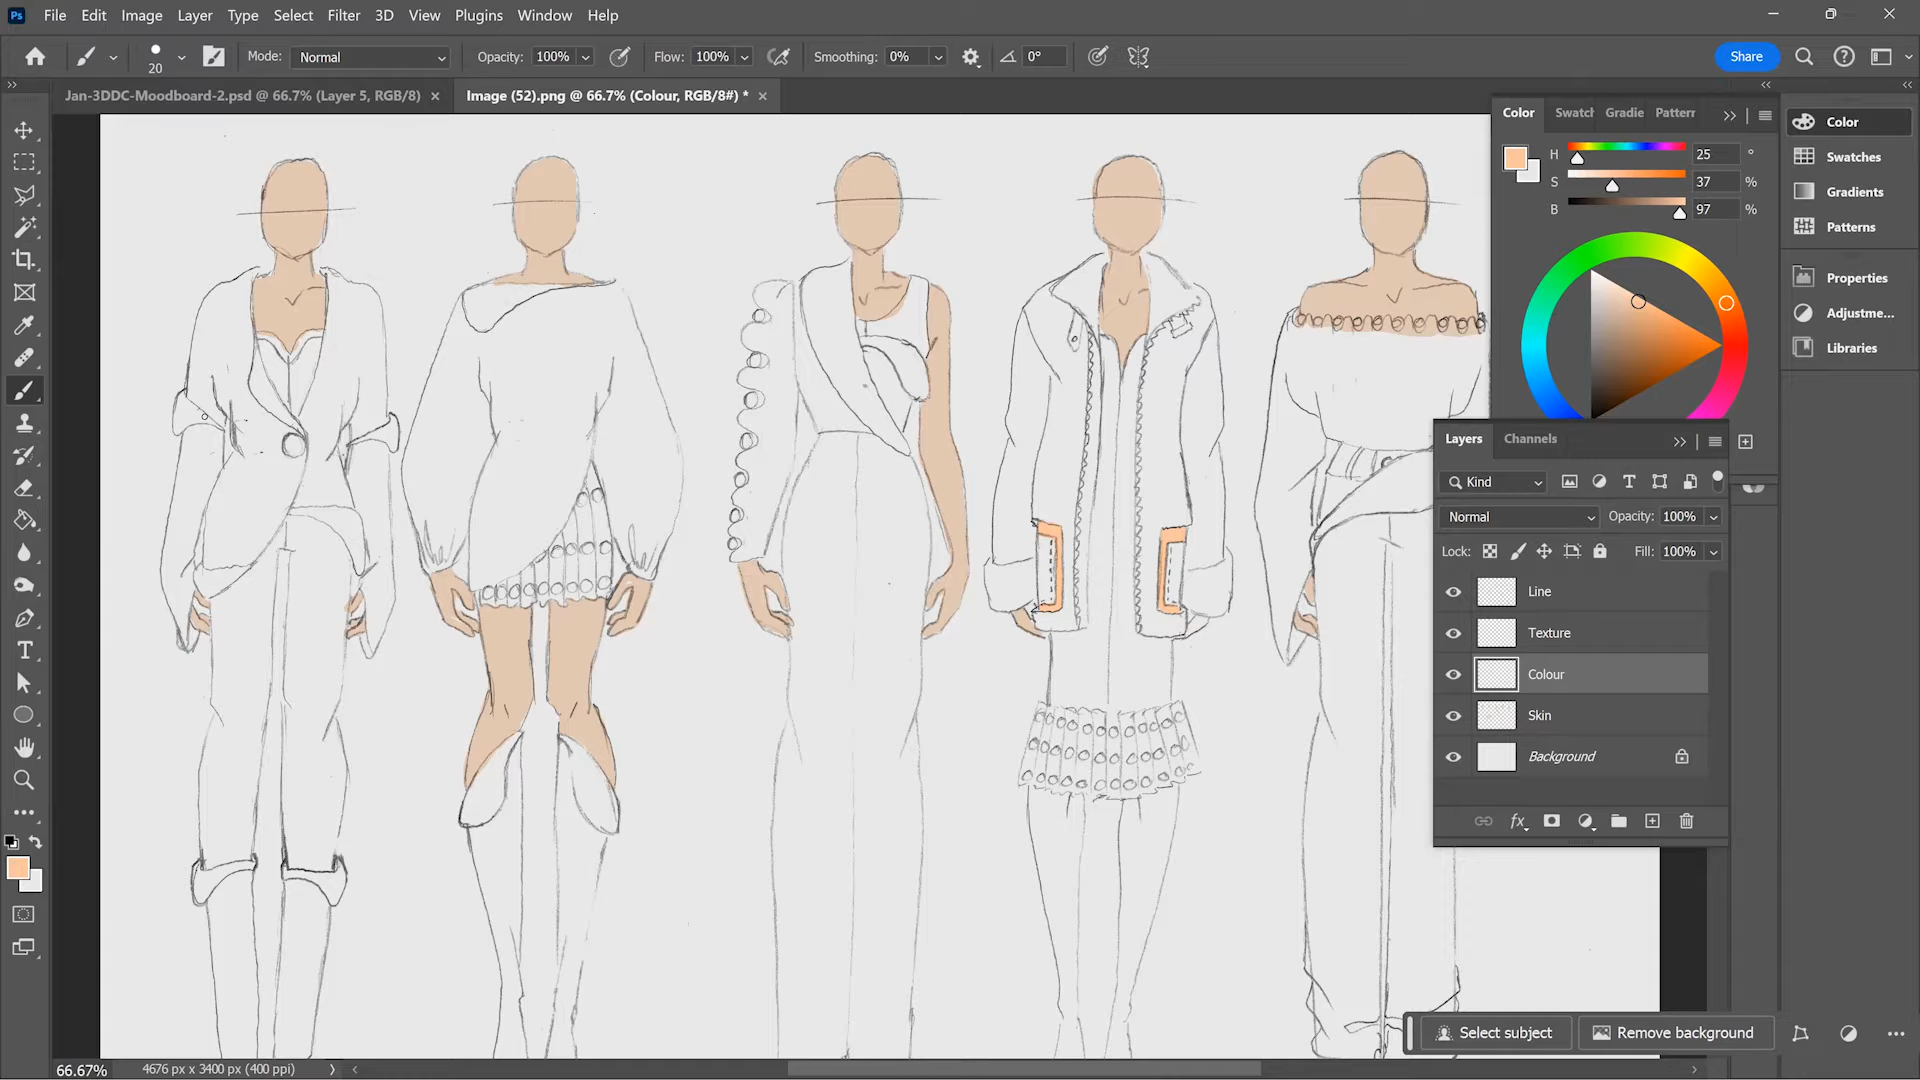 Ps File Edit Image Layer Type Select Filter 3D View Plugins Window Help
20 Mode: Normal Opacity: 100% Flow: 100% Smoothing: 0% 0° Share
Jan-3DDC-Moodboard-2.psd @ 66.7% (Layer 5, RGB/8) × Image (52).png @ 66.7% (Colour, RGB/8#) * ×
Color Swatch Gradie Pattern
H 25 °
S 37 %
B 97 %
Color
Swatches
Gradients
Patterns
Properties
Adjustme...
Libraries
Layers Channels
Kind
Normal Opacity: 100%
Lock: Fill: 100%
Line
Texture
Colour
Skin
Background
fx
Select subject Remove background
66.67% 4676 px x 3400 px (400 ppi)